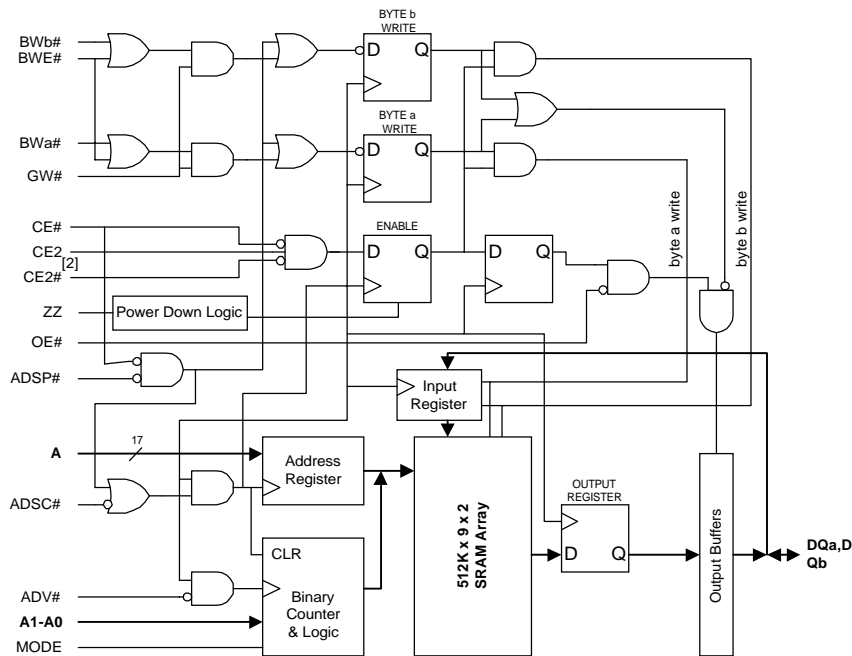 BYTE b
WRITE
BWb#
BWE#
D
Q
BYTE a
WRITE
BWa#
D
Q
GW#
byte a write
byte b write
CE#
ENABLE
CE2
D
Q
D
Q
[2]
CE2#
ZZ
Power Down Logic
OE#
ADSP#
Input
Register
A
17
Address
Register
OUTPUT
REGISTER
ADSC#
512K x 9 x 2
SRAM Array
D
Q
Output Buffers
DQa,D
Qb
CLR
ADV#
Binary
Counter
& Logic
A1-A0
MODE